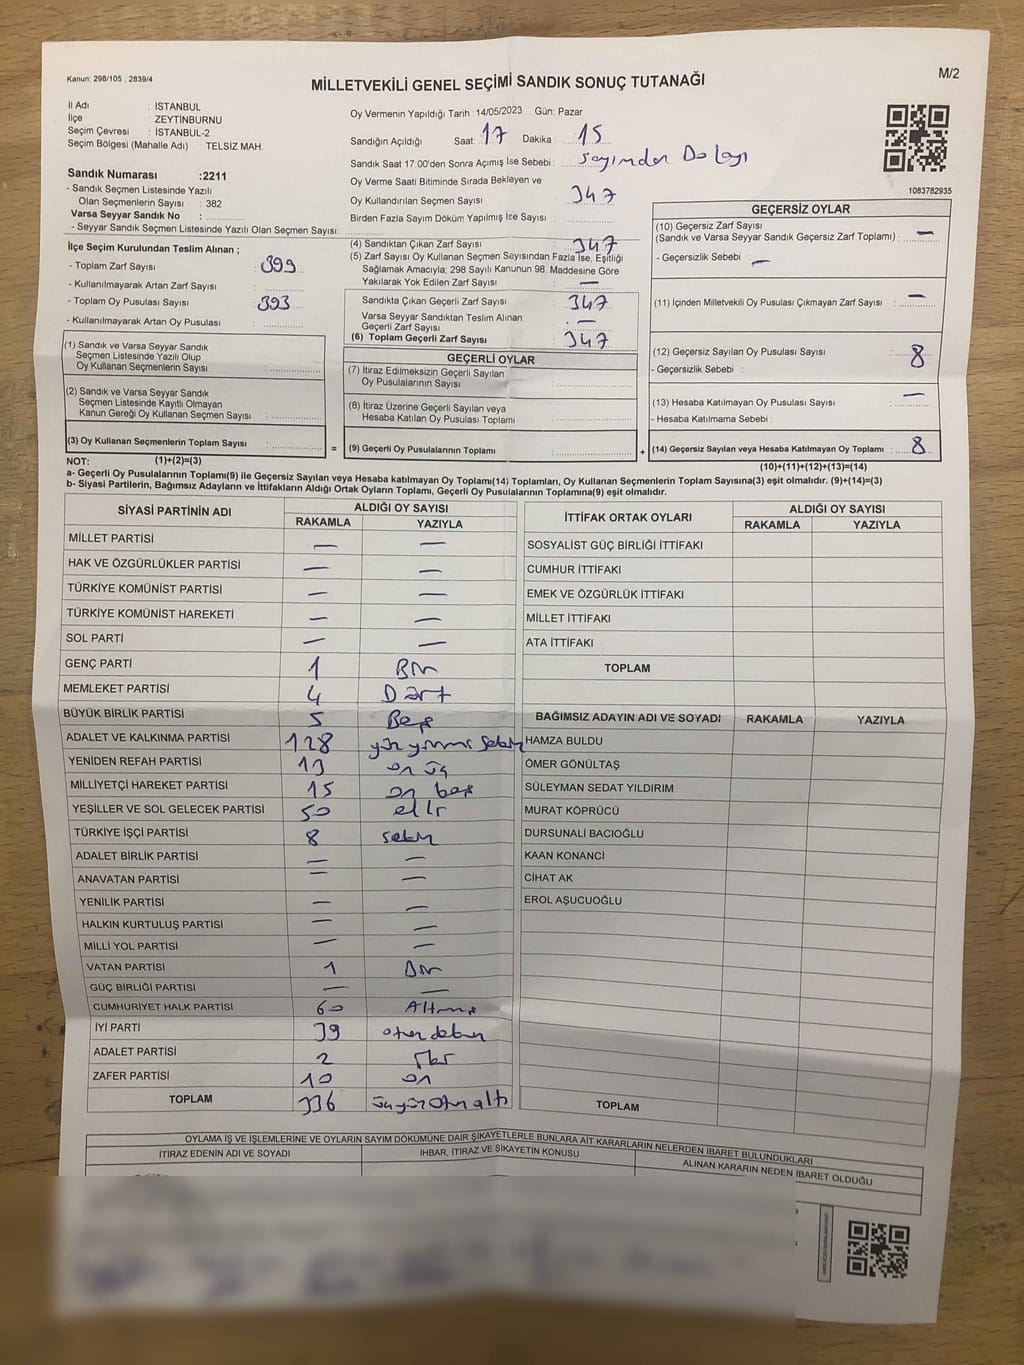 Kanun: 298/105 , 2839/4
M/2
MİLLETVEKİLİ GENEL SEÇİMİ SANDIK SONUÇ TUTANAĞI
İl Adı : İSTANBUL
İlçe : ZEYTİNBURNU
Seçim Çevresi : İSTANBUL-2
Seçim Bölgesi (Mahalle Adı) : TELSİZ MAH.
Oy Vermenin Yapıldığı Tarih : 14/05/2023 Gün: Pazar
Sandığın Açıldığı Saat: 17 Dakika : 15
Sandık Saat 17:00'den Sonra Açımış İse Sebebi : Sayımdan Dolayı
Sandık Numarası :2211
- Sandık Seçmen Listesinde Yazılı
Olan Seçmenlerin Sayısı : 382
Varsa Seyyar Sandık No :
- Seyyar Sandık Seçmen Listesinde Yazılı Olan Seçmen Sayısı:
Oy Verme Saati Bitiminde Sırada Bekleyen ve
Oy Kullandırılan Seçmen Sayısı : 347
Birden Fazla Sayım Döküm Yapılmış İse Sayısı :
1083782935
İlçe Seçim Kurulundan Teslim Alınan ;
- Toplam Zarf Sayısı : 399
- Kullanılmayarak Artan Zarf Sayısı :
- Toplam Oy Pusulası Sayısı : 393
- Kullanılmayarak Artan Oy Pusulası :
(4) Sandıktan Çıkan Zarf Sayısı : 347
(5) Zarf Sayısı Oy Kullanan Seçmen Sayısından Fazla İse, Eşitliği
Sağlamak Amacıyla; 298 Sayılı Kanunun 98. Maddesine Göre
Yakılarak Yok Edilen Zarf Sayısı : —
Sandıkta Çıkan Geçerli Zarf Sayısı : 347
Varsa Seyyar Sandıktan Teslim Alınan
Geçerli Zarf Sayısı : —
(6) Toplam Geçerli Zarf Sayısı : 347
GEÇERSİZ OYLAR
(10) Geçersiz Zarf Sayısı
(Sandık ve Varsa Seyyar Sandık Geçersiz Zarf Toplamı) : —
- Geçersizlik Sebebi : —
(11) İçinden Milletvekili Oy Pusulası Çıkmayan Zarf Sayısı : —
(12) Geçersiz Sayılan Oy Pusulası Sayısı : 8
- Geçersizlik Sebebi :
(13) Hesaba Katılmayan Oy Pusulası Sayısı : —
- Hesaba Katılmama Sebebi :
(14) Geçersiz Sayılan veya Hesaba Katılmayan Oy Toplamı : 8
(10)+(11)+(12)+(13)=(14)
(1) Sandık ve Varsa Seyyar Sandık
Seçmen Listesinde Yazılı Olup
Oy Kullanan Seçmenlerin Sayısı :
(2) Sandık ve Varsa Seyyar Sandık
Seçmen Listesinde Kayıtlı Olmayan
Kanun Gereği Oy Kullanan Seçmen Sayısı :
(3) Oy Kullanan Seçmenlerin Toplam Sayısı : =
(1)+(2)=(3)
GEÇERLİ OYLAR
(7) İtiraz Edilmeksizin Geçerli Sayılan
Oy Pusulalarının Sayısı :
(8) İtiraz Üzerine Geçerli Sayılan veya
Hesaba Katılan Oy Pusulası Toplamı :
(9) Geçerli Oy Pusulalarının Toplamı : +
NOT:
a- Geçerli Oy Pusulalarının Toplamı(9) ile Geçersiz Sayılan veya Hesaba katılmayan Oy Toplamı(14) Toplamları, Oy Kullanan Seçmenlerin Toplam Sayısına(3) eşit olmalıdır. (9)+(14)=(3)
b- Siyasi Partilerin, Bağımsız Adayların ve İttifakların Aldığı Ortak Oyların Toplamı, Geçerli Oy Pusulalarının Toplamına(9) eşit olmalıdır.
SİYASİ PARTİNİN ADI ALDIĞI OY SAYISI
RAKAMLA YAZIYLA
MİLLET PARTİSİ — —
HAK VE ÖZGÜRLÜKLER PARTİSİ — —
TÜRKİYE KOMÜNİST PARTİSİ — —
TÜRKİYE KOMÜNİST HAREKETİ — —
SOL PARTİ — —
GENÇ PARTİ 1 Bir
MEMLEKET PARTİSİ 4 Dört
BÜYÜK BİRLİK PARTİSİ 5 Beş
ADALET VE KALKINMA PARTİSİ 128 yüz yirmi sekiz
YENİDEN REFAH PARTİSİ 13 on üç
MİLLİYETÇİ HAREKET PARTİSİ 15 on beş
YEŞİLLER VE SOL GELECEK PARTİSİ 50 elli
TÜRKİYE İŞÇİ PARTİSİ 8 sekiz
ADALET BİRLİK PARTİSİ — —
ANAVATAN PARTİSİ — —
YENİLİK PARTİSİ — —
HALKIN KURTULUŞ PARTİSİ — —
MİLLİ YOL PARTİSİ — —
VATAN PARTİSİ 1 Bir
GÜÇ BİRLİĞİ PARTİSİ — —
CUMHURİYET HALK PARTİSİ 60 Altmış
İYİ PARTİ 39 otuz dokuz
ADALET PARTİSİ 2 İki
ZAFER PARTİSİ 10 on
TOPLAM 336 üçyüz otuz altı
İTTİFAK ORTAK OYLARI ALDIĞI OY SAYISI
RAKAMLA YAZIYLA
SOSYALİST GÜÇ BİRLİĞİ İTTİFAKI
CUMHUR İTTİFAKI
EMEK VE ÖZGÜRLÜK İTTİFAKI
MİLLET İTTİFAKI
ATA İTTİFAKI
TOPLAM
BAĞIMSIZ ADAYIN ADI VE SOYADI RAKAMLA YAZIYLA
HAMZA BULDU
ÖMER GÖNÜLTAŞ
SÜLEYMAN SEDAT YILDIRIM
MURAT KÖPRÜCÜ
DURSUNALİ BACIOĞLU
KAAN KONANCİ
CİHAT AK
EROL AŞUCUOĞLU
TOPLAM
OYLAMA İŞ VE İŞLEMLERİNE VE OYLARIN SAYIM DÖKÜMÜNE DAİR ŞİKAYETLERLE BUNLARA AİT KARARLARIN NELERDEN İBARET BULUNDUKLARI
İTİRAZ EDENİN ADI VE SOYADI İHBAR, İTİRAZ VE ŞİKAYETİN KONUSU ALINAN KARARIN NEDEN İBARET OLDUĞU